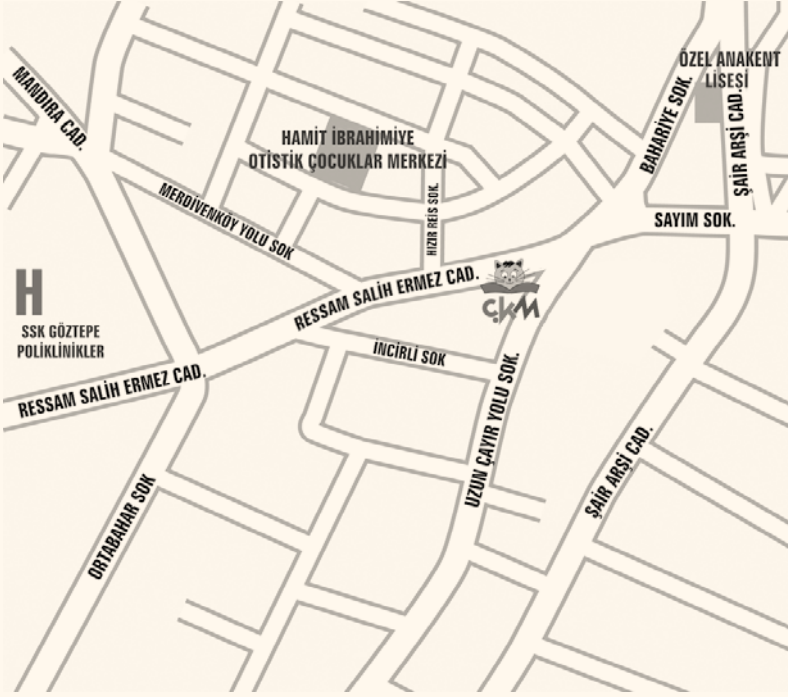 ÖZEL ANAKENT
LİSESİ
MANDIRA CAD.
BAHARİYE SOK.
ŞAİR ARŞİ CAD.
HAMİT İBRAHİMİYE
OTİSTİK ÇOCUKLAR MERKEZİ
MERDİVENKÖY YOLU SOK
HIZIR REİS SOK.
SAYIM SOK.
H
SSK GÖZTEPE
POLİKLİNİKLER
RESSAM SALİH ERMEZ CAD.
ÇKM
İNCİRLİ SOK
RESSAM SALİH ERMEZ CAD.
UZUN ÇAYIR YOLU SOK.
ŞAİR ARŞİ CAD.
ORTABAHAR SOK